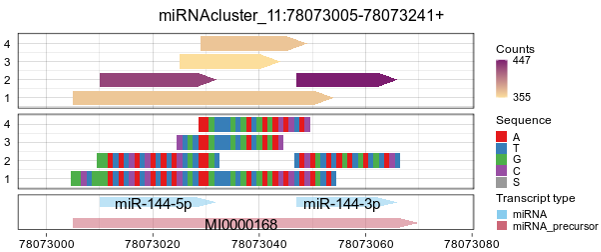 miRNAcluster_11:78073005-78073241+
4
3
2
1
4
3
2
1
miR-144-5p
miR-144-3p
MI0000168
78073000
78073020
78073040
78073060
78073080
Counts
447
355
Sequence
A
T
G
C
S
Transcript type
miRNA
miRNA_precursor